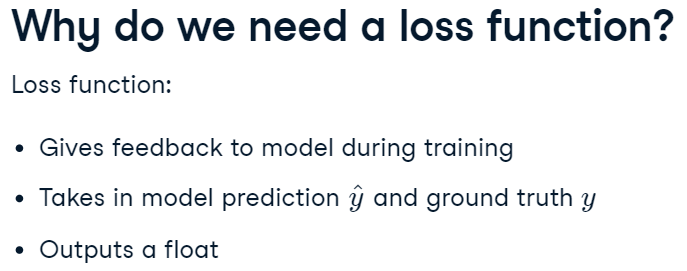 Why do we need a loss function?
Loss function:
• Gives feedback to model during training
• Takes in model prediction ŷ and ground truth y
• Outputs a float